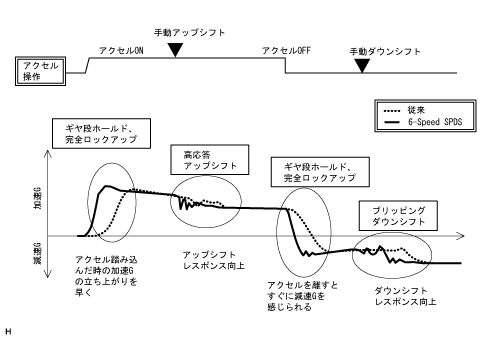 手動アップシフト
アクセルON
アクセルOFF
手動ダウンシフト
アクセル
操作
従来
6-Speed SPDS
ギヤ段ホールド、
完全ロックアップ
高応答
アップシフト
ギヤ段ホールド、
完全ロックアップ
ブリッピング
ダウンシフト
加速G
減速G
アクセル踏み込
んだ時の加速G
の立ち上がりを
早く
アップシフト
レスポンス向上
アクセルを離すと
すぐに減速Gを
感じられる
ダウンシフト
レスポンス向上
H